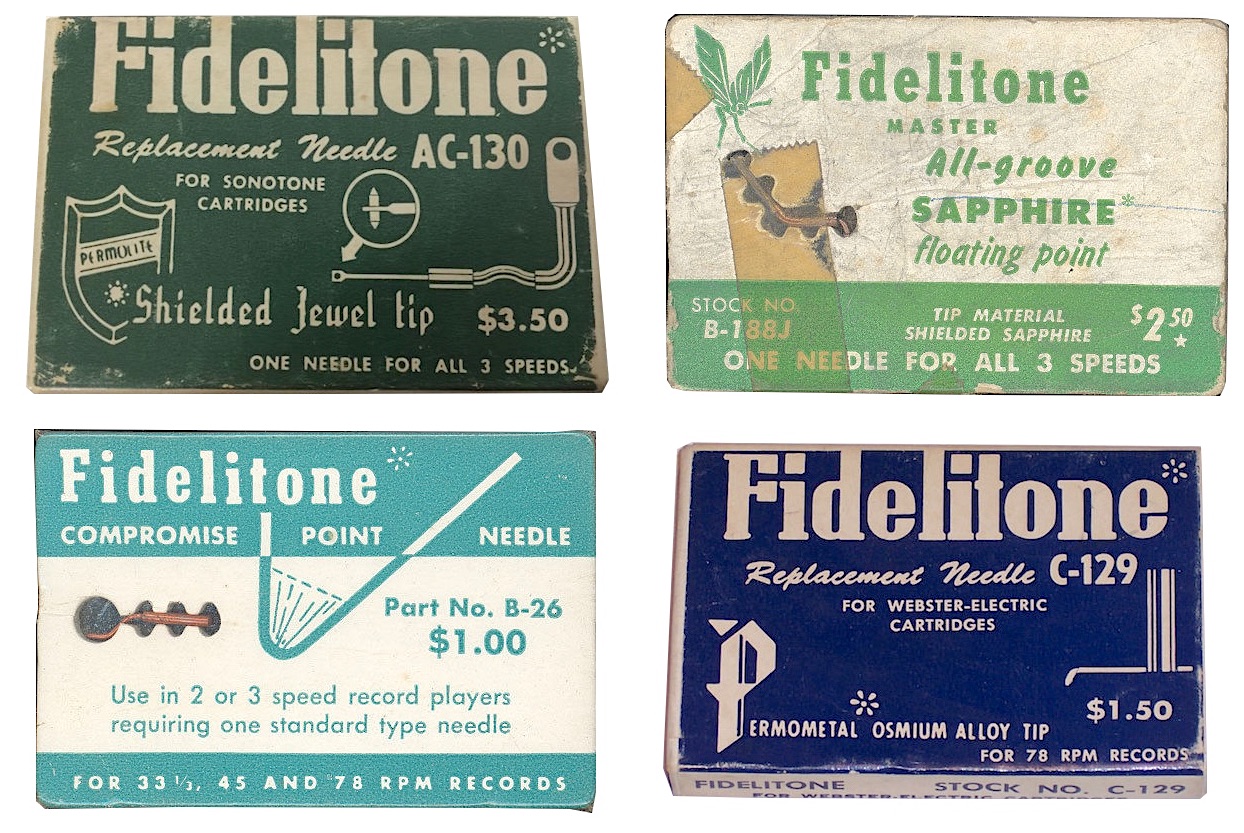 Fidelitone*
Replacement Needle AC-130
FOR SONOTONE
CARTRIDGES
PERMOLITE
*Shielded Jewel tip $3.50
ONE NEEDLE FOR ALL 3 SPEEDS
Fidelitone
MASTER
All-groove
SAPPHIRE*
floating point
STOCK NO.
B-188J
TIP MATERIAL
SHIELDED SAPPHIRE
$2.50
ONE NEEDLE FOR ALL 3 SPEEDS
Fidelitone*
COMPROMISE POINT NEEDLE
Part No. B-26
$1.00
Use in 2 or 3 speed record players
requiring one standard type needle
FOR 33 1/3, 45 AND 78 RPM RECORDS
Fidelitone*
Replacement Needle C-129
FOR WEBSTER-ELECTRIC
CARTRIDGES
$1.50
PERMOMETAL* OSMIUM ALLOY TIP
FOR 78 RPM RECORDS
FIDELITONE STOCK NO. C-129
FOR WEBSTER-ELECTRIC CARTRIDGES